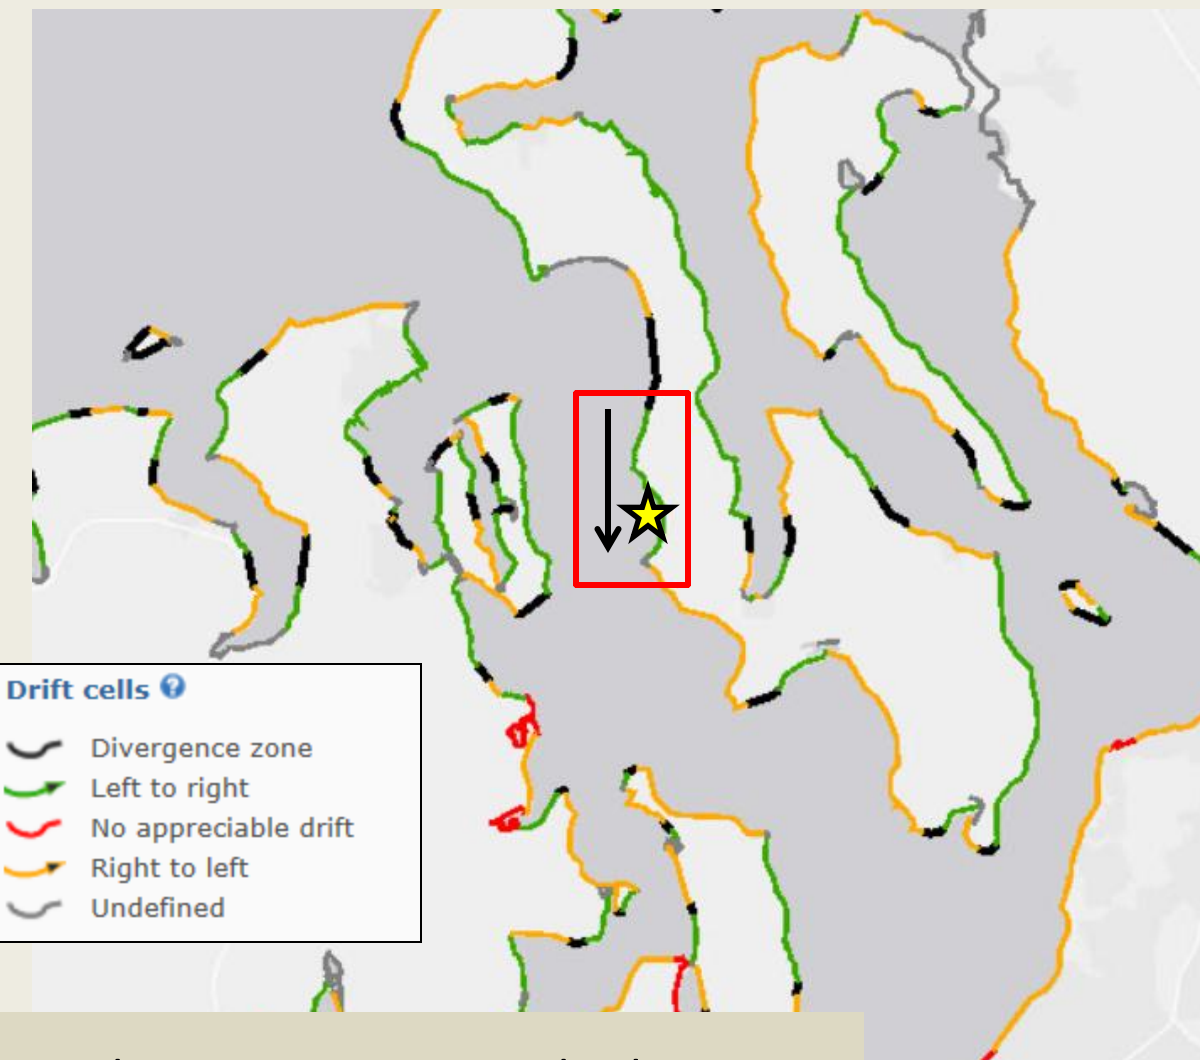 Drift cells ?
Divergence zone
Left to right
No appreciable drift
Right to left
Undefined